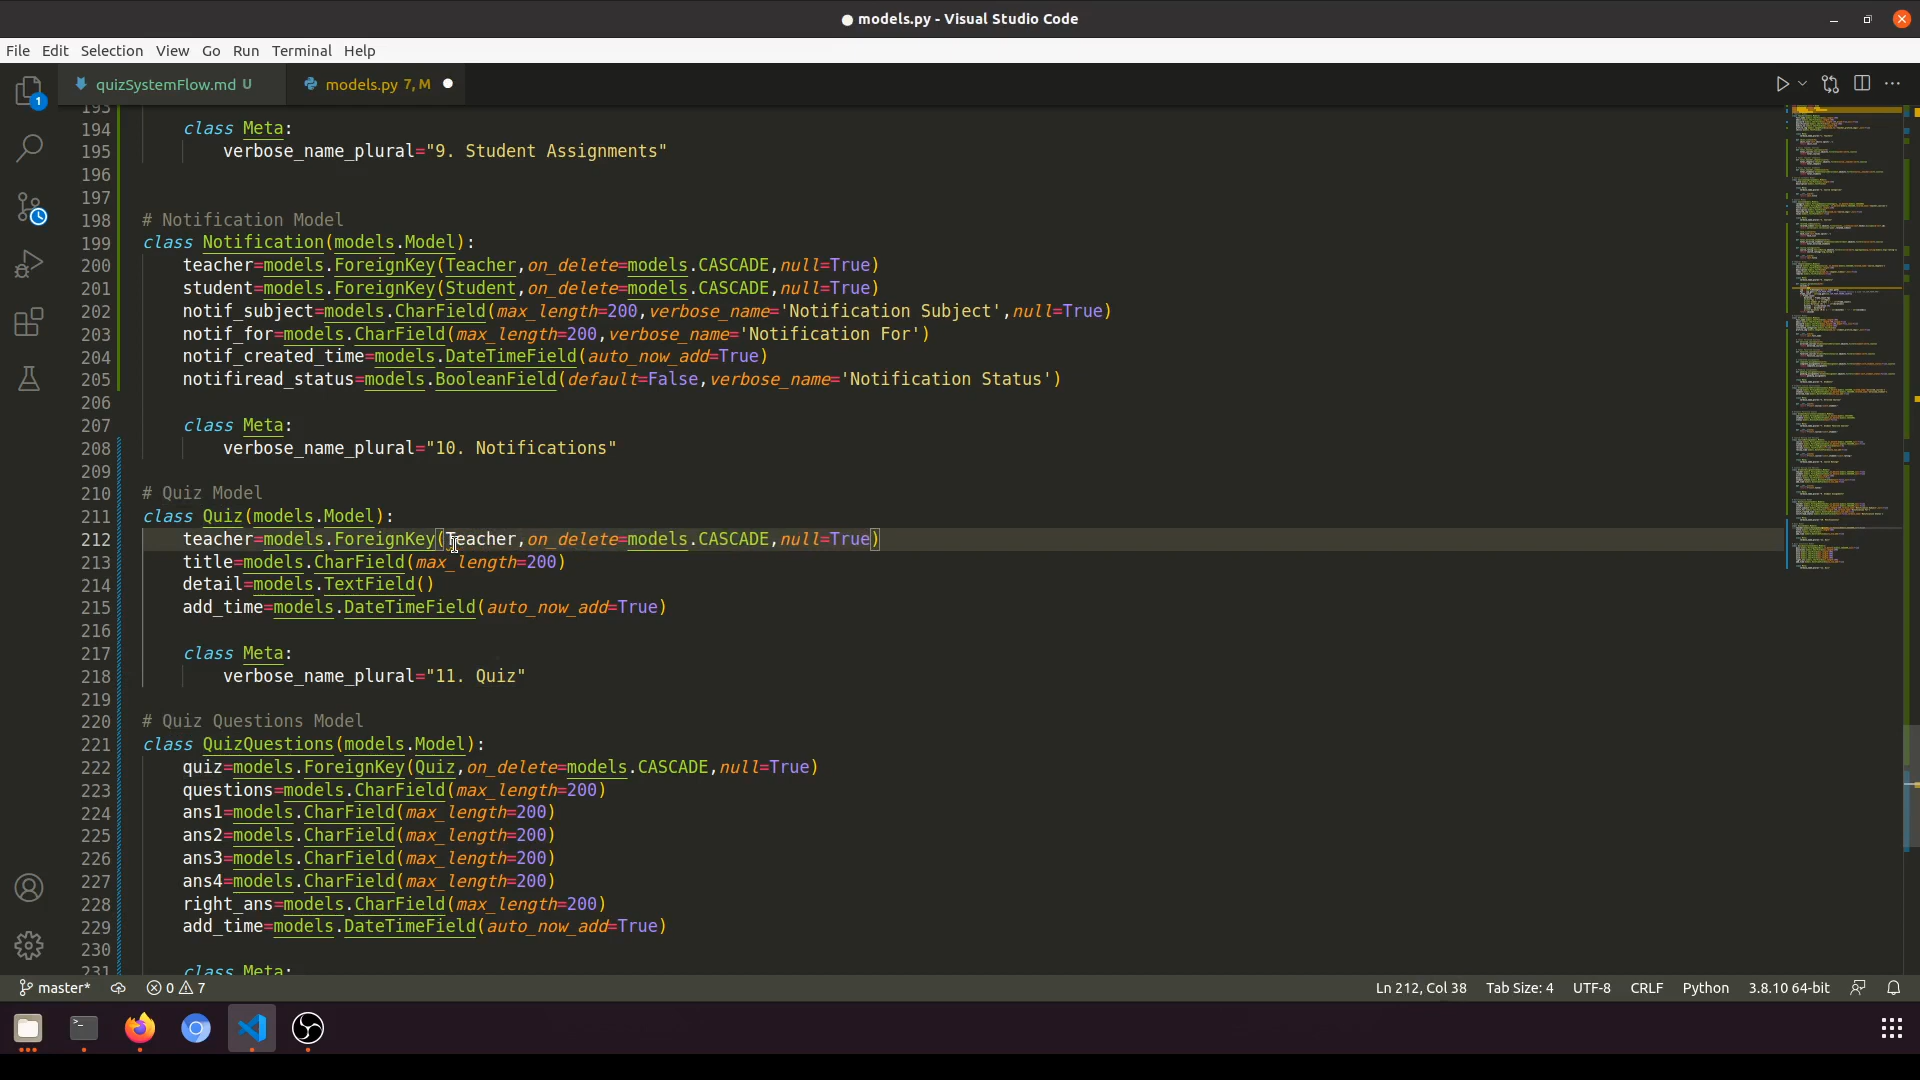 models.py - Visual Studio Code
File Edit Selection View Go Run Terminal Help
quizSystemFlow.md U models.py 7, M
193
194 class Meta:
195 verbose_name_plural="9. Student Assignments"
196
197
198 # Notification Model
199 class Notification(models.Model):
200 teacher=models.ForeignKey(Teacher,on_delete=models.CASCADE,null=True)
201 student=models.ForeignKey(Student,on_delete=models.CASCADE,null=True)
202 notif_subject=models.CharField(max_length=200,verbose_name='Notification Subject',null=True)
203 notif_for=models.CharField(max_length=200,verbose_name='Notification For')
204 notif_created_time=models.DateTimeField(auto_now_add=True)
205 notifiread_status=models.BooleanField(default=False,verbose_name='Notification Status')
206
207 class Meta:
208 verbose_name_plural="10. Notifications"
209
210 # Quiz Model
211 class Quiz(models.Model):
212 teacher=models.ForeignKey(Teacher,on_delete=models.CASCADE,null=True)
213 title=models.CharField(max_length=200)
214 detail=models.TextField()
215 add_time=models.DateTimeField(auto_now_add=True)
216
217 class Meta:
218 verbose_name_plural="11. Quiz"
219
220 # Quiz Questions Model
221 class QuizQuestions(models.Model):
222 quiz=models.ForeignKey(Quiz,on_delete=models.CASCADE,null=True)
223 questions=models.CharField(max_length=200)
224 ans1=models.CharField(max_length=200)
225 ans2=models.CharField(max_length=200)
226 ans3=models.CharField(max_length=200)
227 ans4=models.CharField(max_length=200)
228 right_ans=models.CharField(max_length=200)
229 add_time=models.DateTimeField(auto_now_add=True)
230
231 class Meta:
1
master* 0 7 Ln 212, Col 38 Tab Size: 4 UTF-8 CRLF Python 3.8.10 64-bit